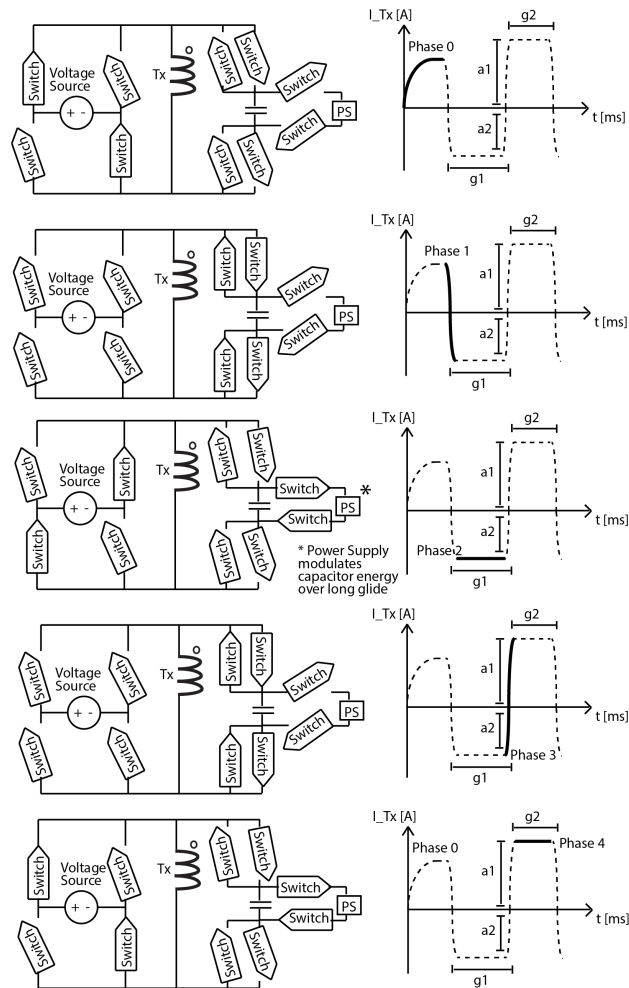 I_Tx [A]
g2
Phase 0
a1
a2
g1
t [ms]
Switch
Voltage
Source
+ -
Switch
Switch
Switch
Tx
Switch
Switch
Switch
Switch
Switch
Switch
PS
I_Tx [A]
g2
Phase 1
a1
a2
g1
t [ms]
Switch
Voltage
Source
+ -
Switch
Switch
Switch
Tx
Switch
Switch
Switch
Switch
Switch
Switch
PS
I_Tx [A]
g2
a1
a2
Phase 2
g1
t [ms]
Switch
Voltage
Source
+ -
Switch
Switch
Switch
Tx
Switch
Switch
Switch
Switch
Switch
Switch
PS
*
* Power Supply
modulates
capacitor energy
over long glide
I_Tx [A]
g2
a1
a2
Phase 3
g1
t [ms]
Switch
Voltage
Source
+ -
Switch
Switch
Switch
Tx
Switch
Switch
Switch
Switch
Switch
Switch
PS
I_Tx [A]
g2
Phase 0
Phase 4
a1
a2
g1
t [ms]
Switch
Voltage
Source
+ -
Switch
Switch
Switch
Tx
Switch
Switch
Switch
Switch
Switch
Switch
PS